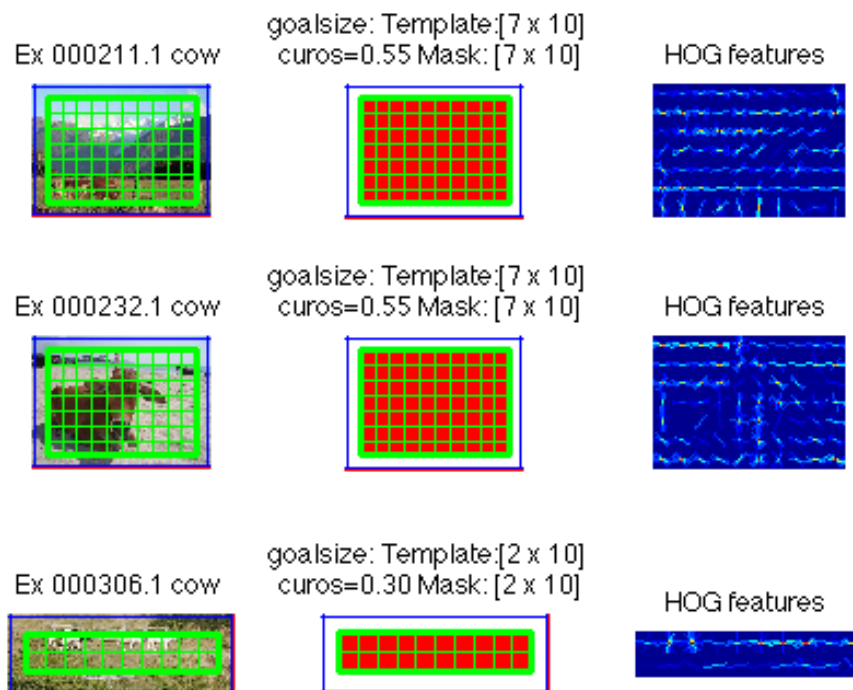 Ex 000211.1 cow
goalsize: Template:[7 x 10]
curos=0.55 Mask: [7 x 10]
HOG features
Ex 000232.1 cow
goalsize: Template:[7 x 10]
curos=0.55 Mask: [7 x 10]
HOG features
Ex 000306.1 cow
goalsize: Template:[2 x 10]
curos=0.30 Mask: [2 x 10]
HOG features